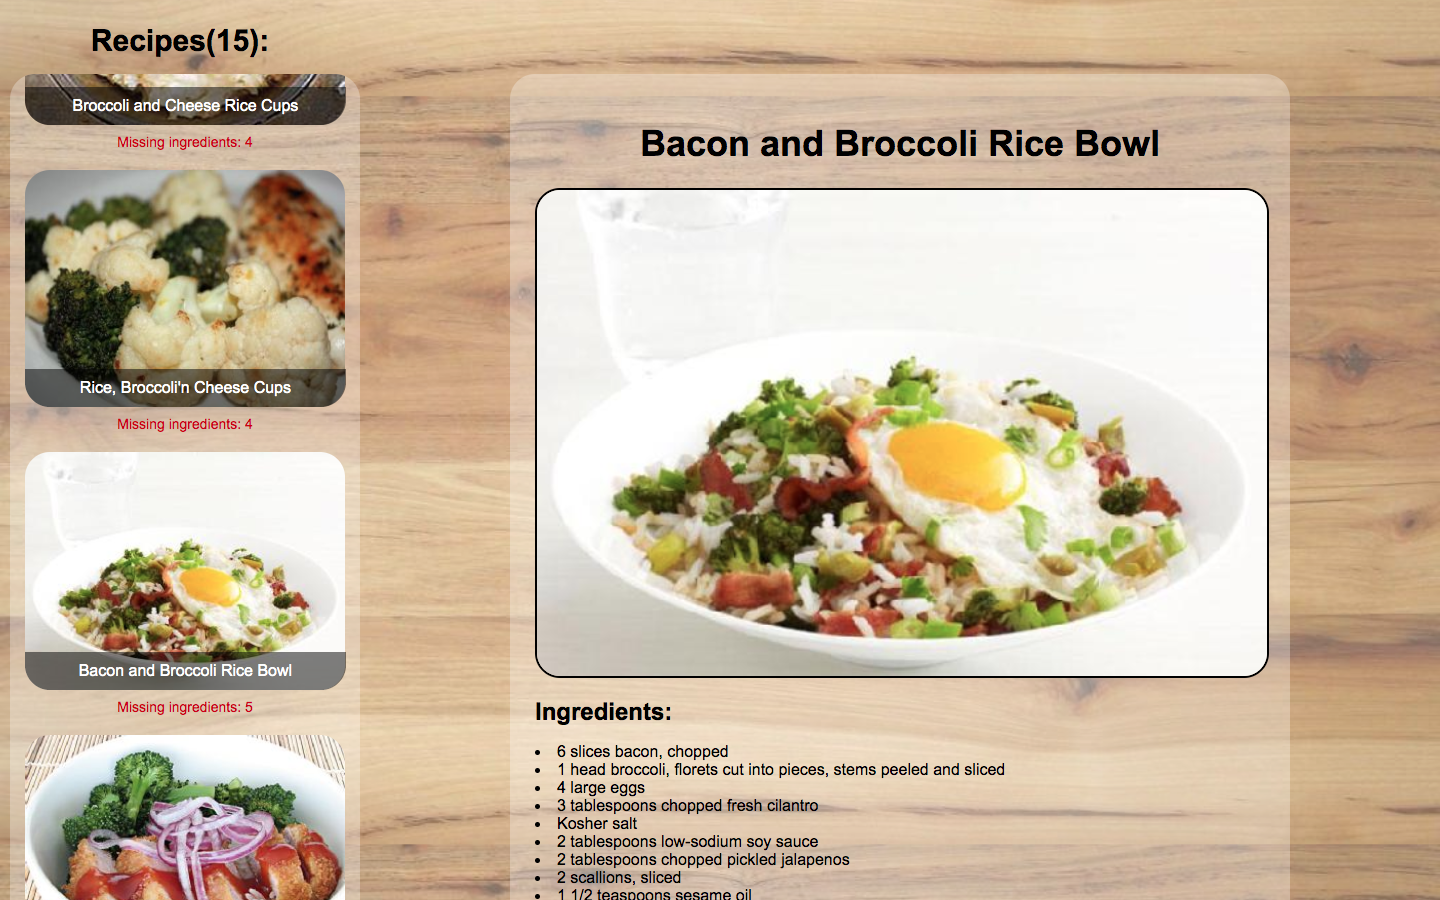 Recipes(15):
Broccoli and Cheese Rice Cups
Missing ingredients: 4
Rice, Broccoli'n Cheese Cups
Missing ingredients: 4
Bacon and Broccoli Rice Bowl
Missing ingredients: 5
Bacon and Broccoli Rice Bowl
Ingredients:
6 slices bacon, chopped
1 head broccoli, florets cut into pieces, stems peeled and sliced
4 large eggs
3 tablespoons chopped fresh cilantro
Kosher salt
2 tablespoons low-sodium soy sauce
2 tablespoons chopped pickled jalapenos
2 scallions, sliced
1 1/2 teaspoons sesame oil